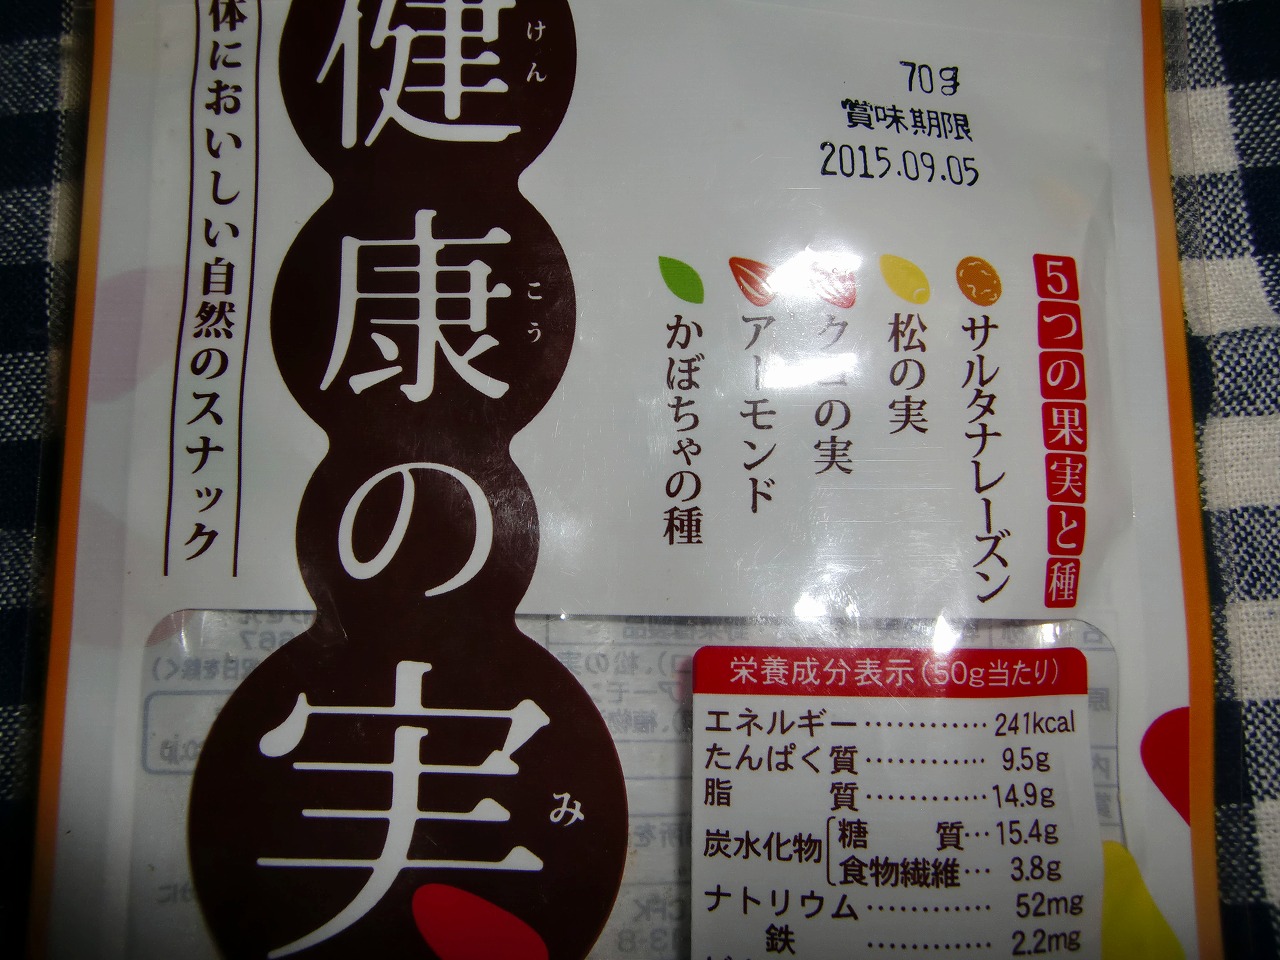 体においしい自然のスナック
健康の実
けん
こう
み
70g
賞味期限
2015.09.05
5つの果実と種
サルタナレーズン
松の実
クコの実
アーモンド
かぼちゃの種
栄養成分表示(50g当たり)
エネルギー············241kcal
たんぱく質············9.5g
脂質············14.9g
炭水化物 糖質···15.4g
食物繊維···3.8g
ナトリウム············52mg
鉄············2.2mg